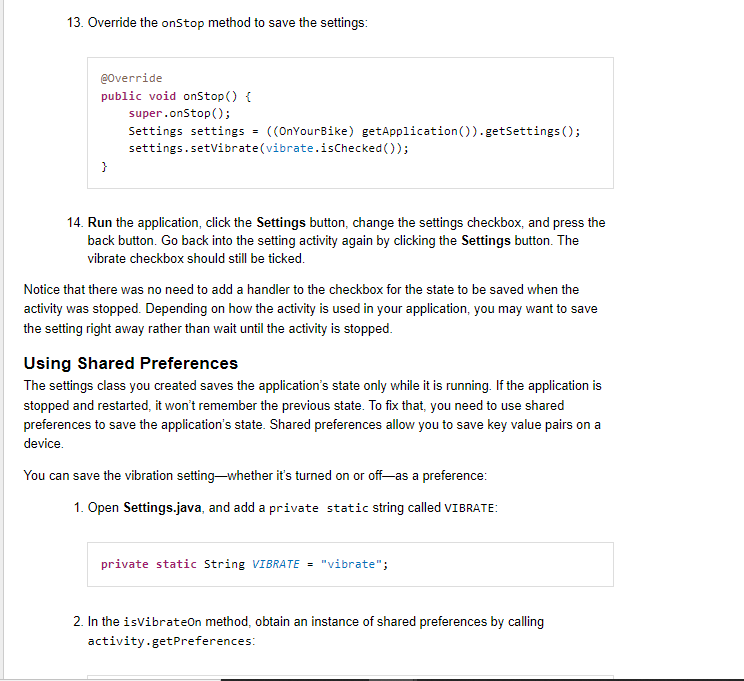 13. Override the onStop method to save the settings:
@Override
public void onStop() {
super.onStop();
Settings settings = ((OnYourBike) getApplication()).getSettings();
settings.setVibrate(vibrate.isChecked());
}
14. Run the application, click the Settings button, change the settings checkbox, and press the
back button. Go back into the setting activity again by clicking the Settings button. The
vibrate checkbox should still be ticked.
Notice that there was no need to add a handler to the checkbox for the state to be saved when the
activity was stopped. Depending on how the activity is used in your application, you may want to save
the setting right away rather than wait until the activity is stopped.
Using Shared Preferences
The settings class you created saves the application's state only while it is running. If the application is
stopped and restarted, it won't remember the previous state. To fix that, you need to use shared
preferences to save the application's state. Shared preferences allow you to save key value pairs on a
device.
You can save the vibration setting—whether it's turned on or off—as a preference:
1. Open Settings.java, and add a private static string called VIBRATE:
private static String VIBRATE = "vibrate";
2. In the isVibrateOn method, obtain an instance of shared preferences by calling
activity.getPreferences: